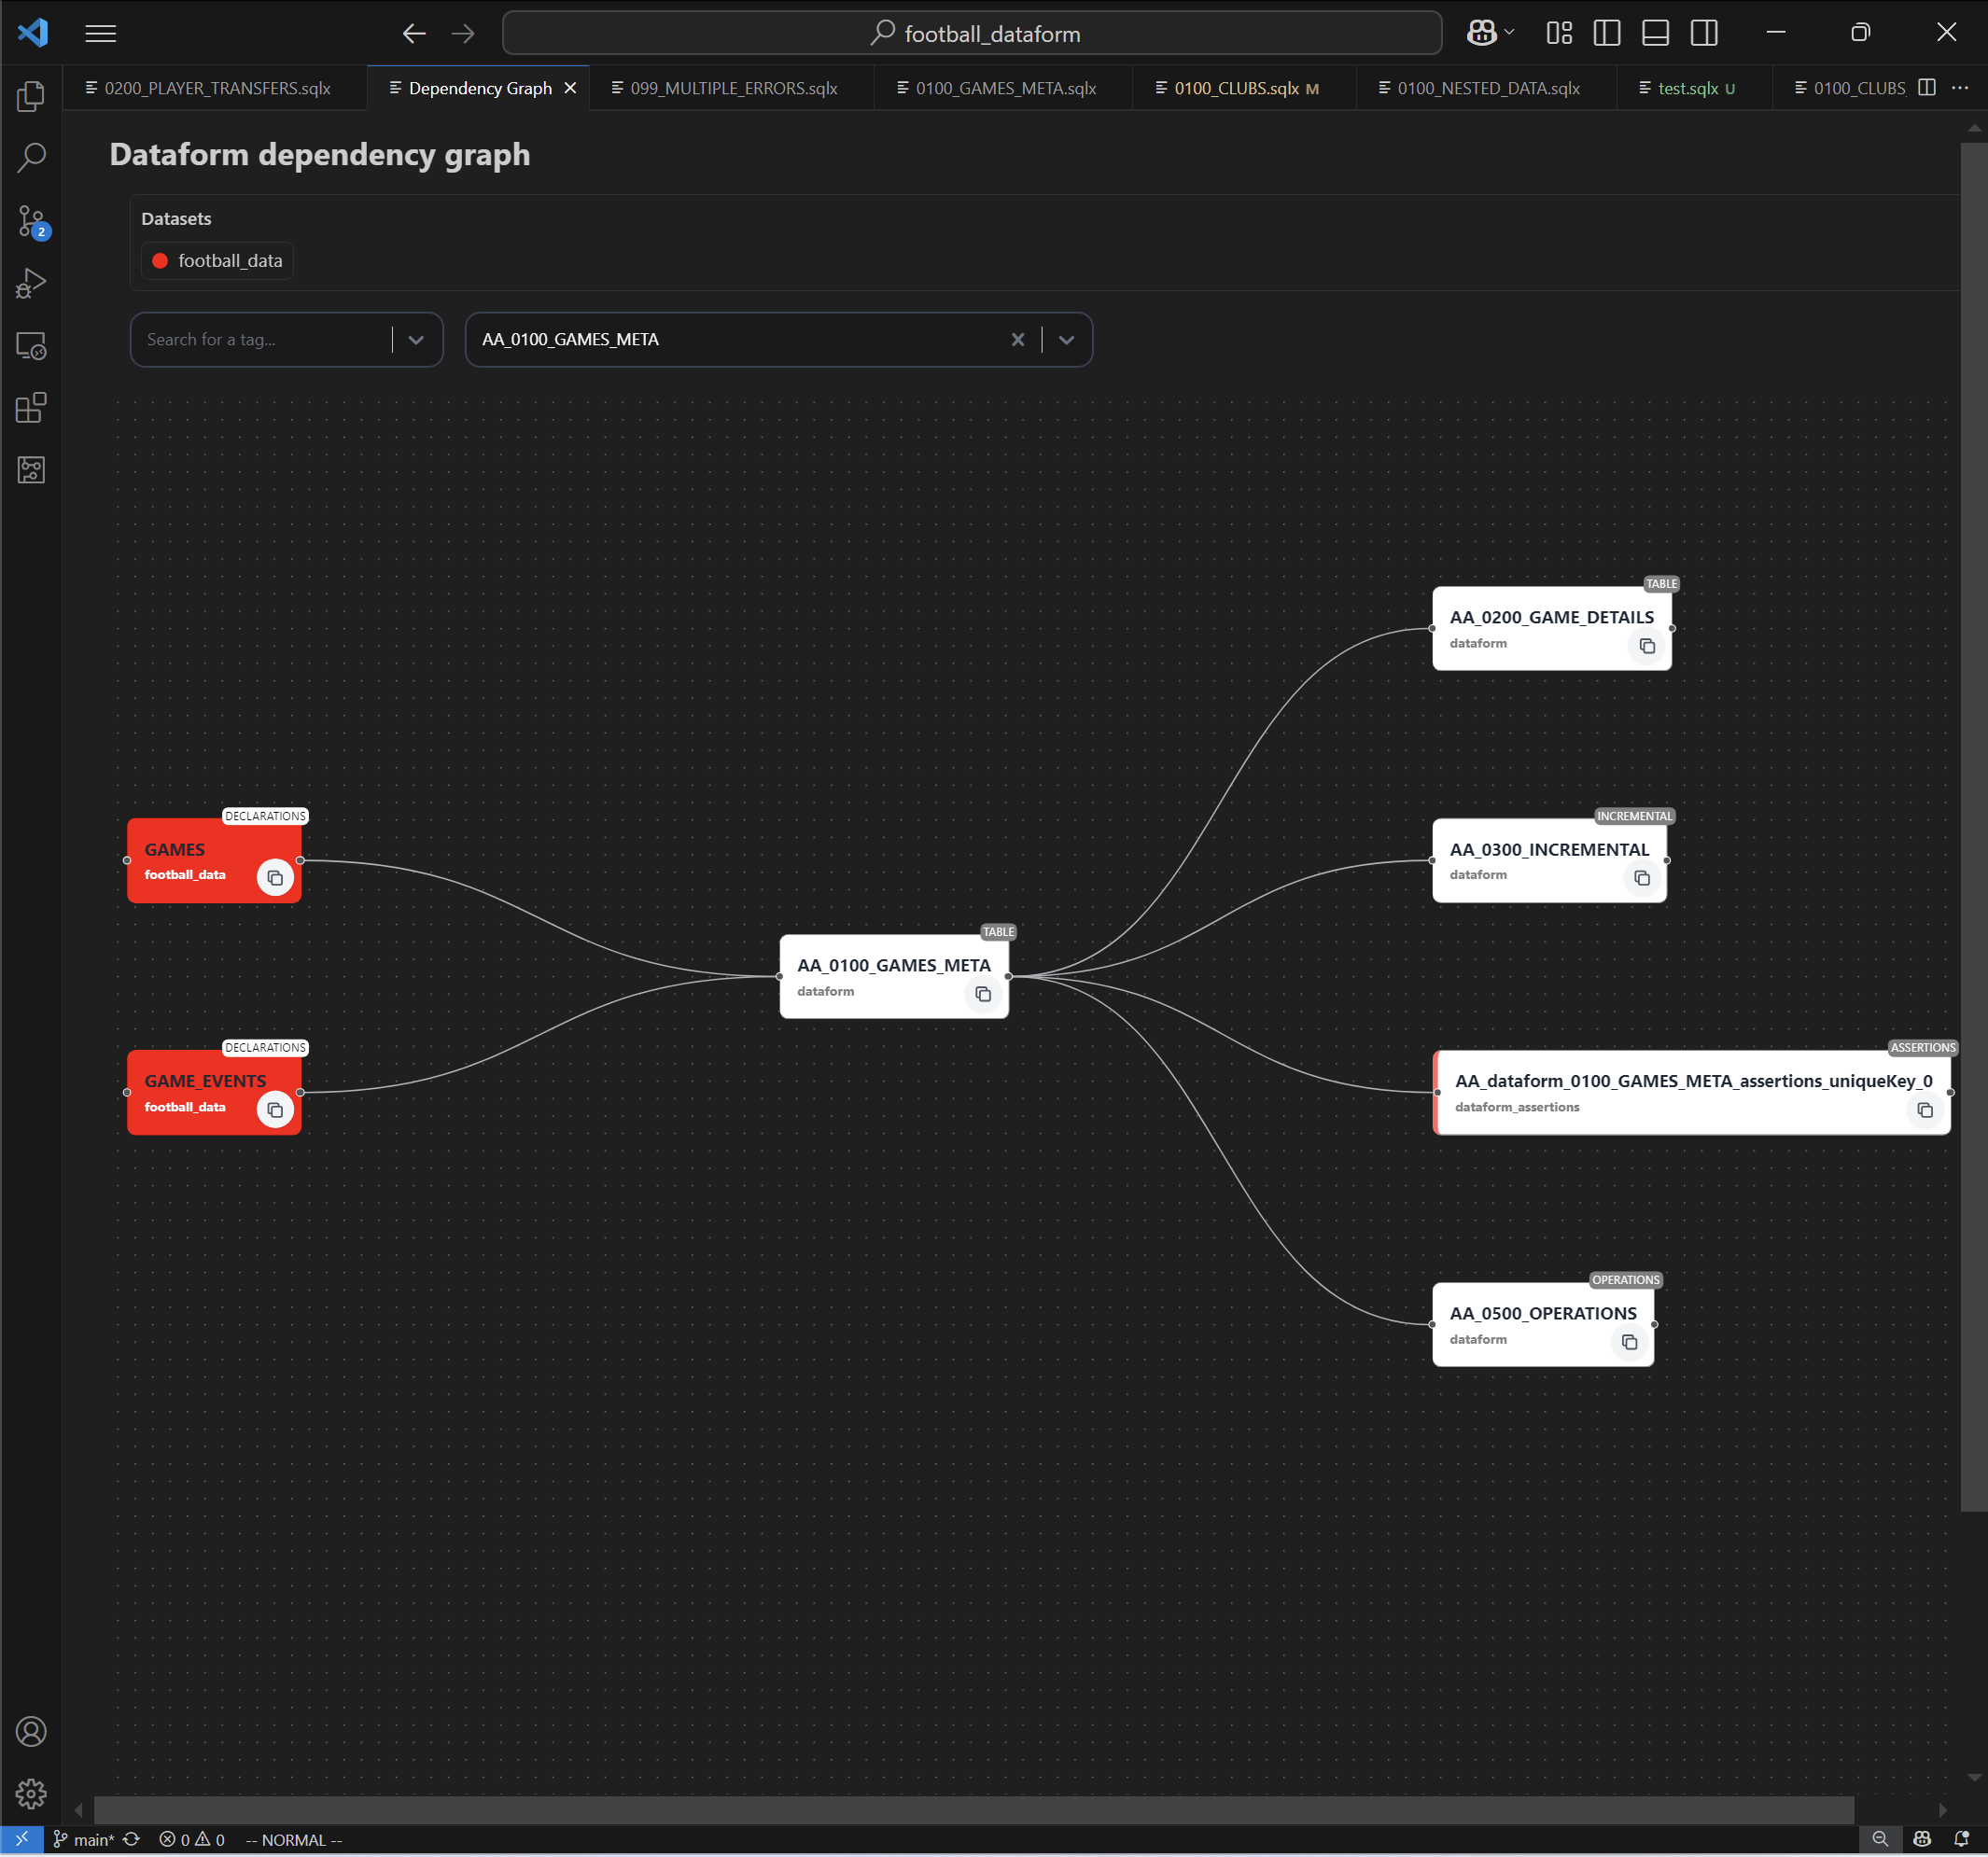 football_dataform
0200_PLAYER_TRANSFERS.sqlx
Dependency Graph
099_MULTIPLE_ERRORS.sqlx
0100_GAMES_META.sqlx
0100_CLUBS.sqlx M
0100_NESTED_DATA.sqlx
test.sqlx U
0100_CLUBS_
Dataform dependency graph
Datasets
football_data
2
Search for a tag...
AA_0100_GAMES_META
TABLE
AA_0200_GAME_DETAILS
dataform
DECLARATIONS
GAMES
football_data
INCREMENTAL
AA_0300_INCREMENTAL
dataform
TABLE
AA_0100_GAMES_META
dataform
DECLARATIONS
GAME_EVENTS
football_data
ASSERTIONS
AA_dataform_0100_GAMES_META_assertions_uniqueKey_0
dataform_assertions
OPERATIONS
AA_0500_OPERATIONS
dataform
main* 0 0 -- NORMAL --